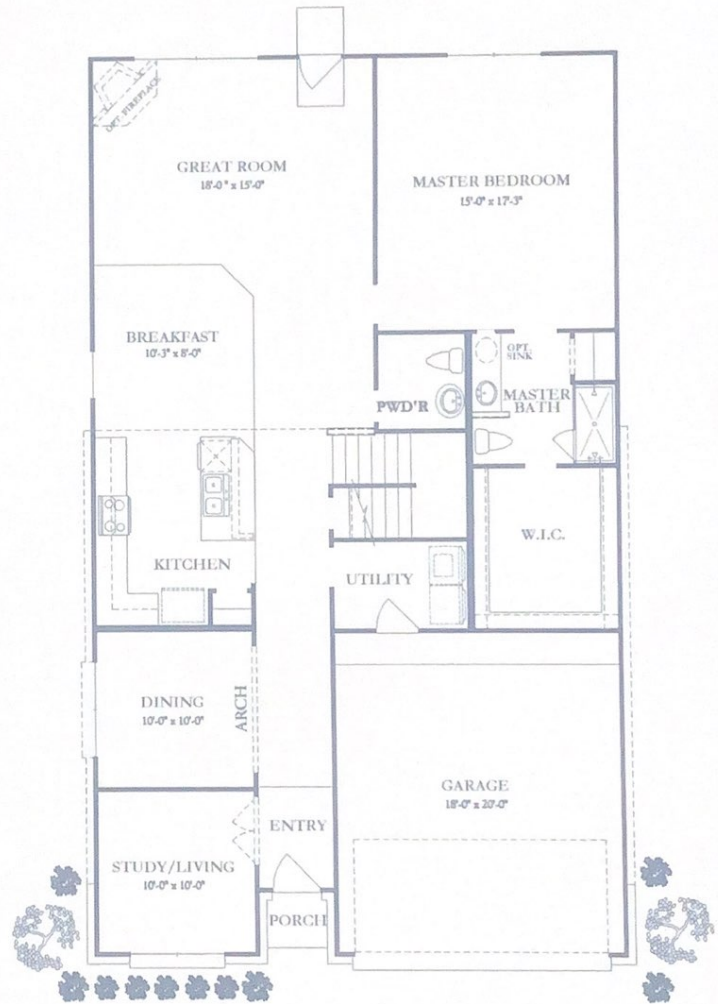 OPT. FIREPLACE
GREAT ROOM
18'-0" x 15'-0"
MASTER BEDROOM
15'-0" x 17'-3"
BREAKFAST
10'-3" x 8'-0"
OPT.
SINK
PWD'R
MASTER
BATH
W.I.C.
KITCHEN
UTILITY
DINING
10'-0" x 10'-0"
ARCH
GARAGE
18'-0" x 20'-0"
ENTRY
STUDY/LIVING
10'-0" x 10'-0"
PORCH